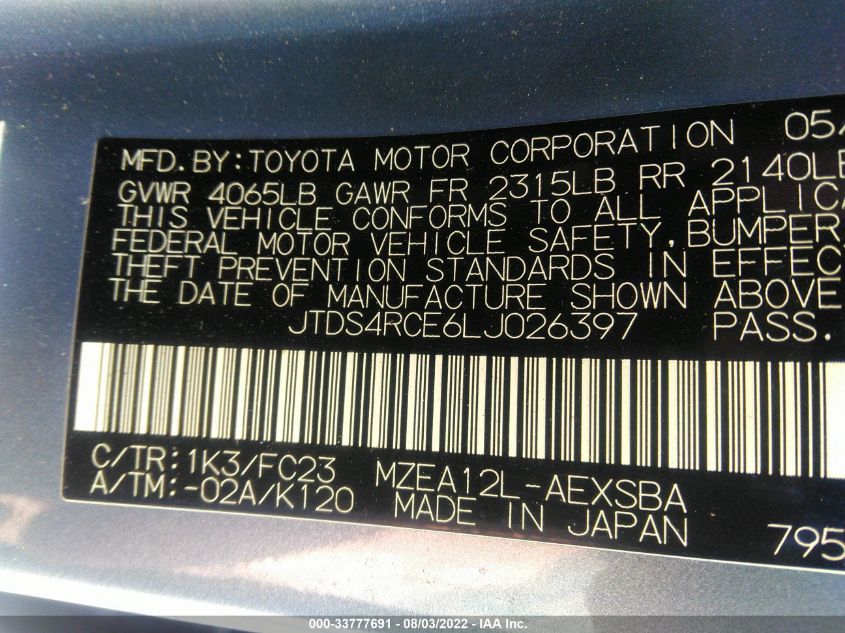 MFD.BY:TOYOTA MOTOR CORPORATION 05/
GVWR 4065LB GAWR FR 2315LB RR 2140LB
THIS VEHICLE CONFORMS TO ALL APPLICA
FEDERAL MOTOR VEHICLE SAFETY, BUMPER,
THEFT PREVENTION STANDARDS IN EFFEC
THE DATE OF MANUFACTURE SHOWN ABOVE
JTDS4RCE6LJ026397 PASS.
C/TR:1K3/FC23 MZEA12L-AEXSBA
A/TM:-02A/K120 MADE IN JAPAN 795
000-33777691 - 08/03/2022 - IAA Inc.